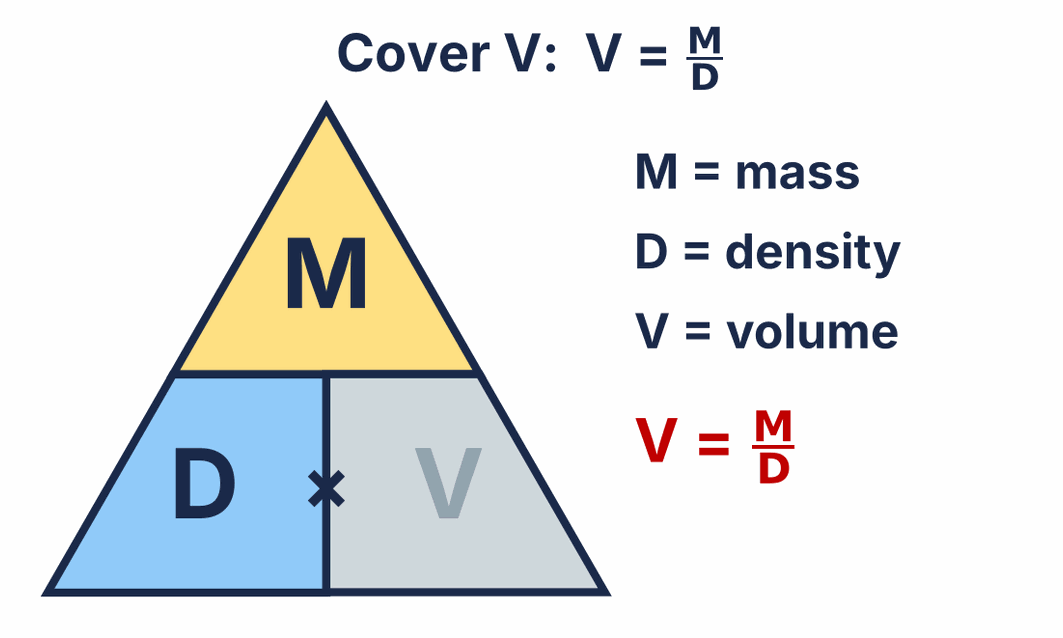 Cover V: V = M/D
M
D × V
M = mass
D = density
V = volume
V = M/D